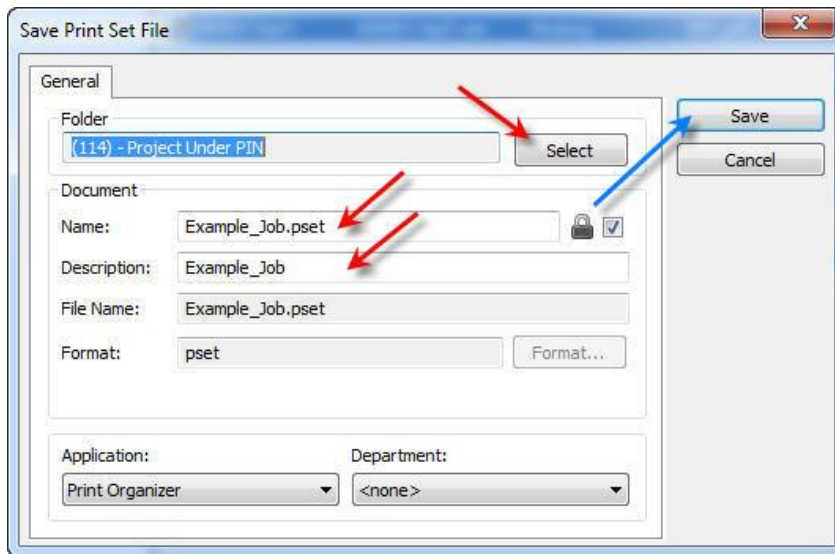 Save Print Set File
General
Folder
(114) - Project Under PIN
Select
Save
Cancel
Document
Name:
Example_Job.pset
Description:
Example_Job
File Name:
Example_Job.pset
Format:
pset
Format...
Application:
Department:
Print Organizer
<none>